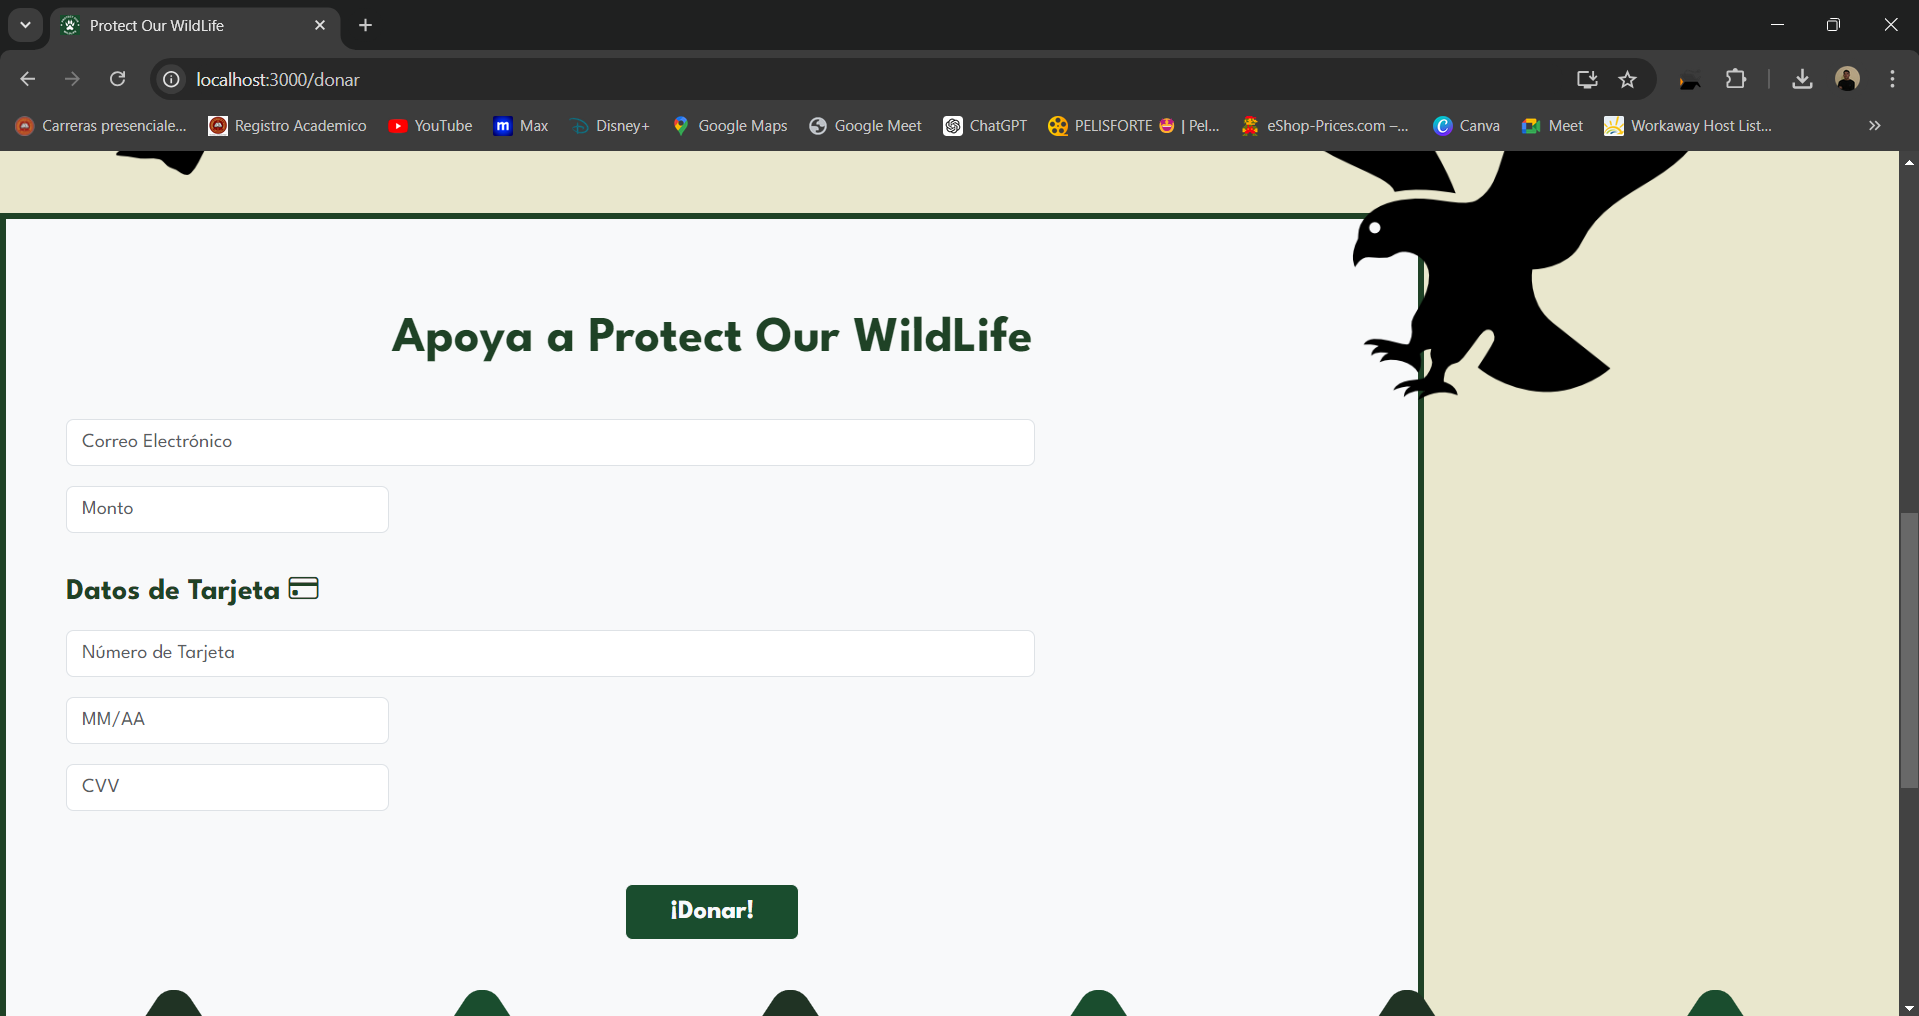 Protect Our WildLife
localhost:3000/donar
Carreras presenciale... Registro Academico YouTube m Max Disney+ Google Maps Google Meet ChatGPT PELISFORTE 🤩 | Pel... eShop-Prices.com –... C Canva Meet Workaway Host List... »
Apoya a Protect Our WildLife
Correo Electrónico
Monto
Datos de Tarjeta
Número de Tarjeta
MM/AA
CVV
¡Donar!